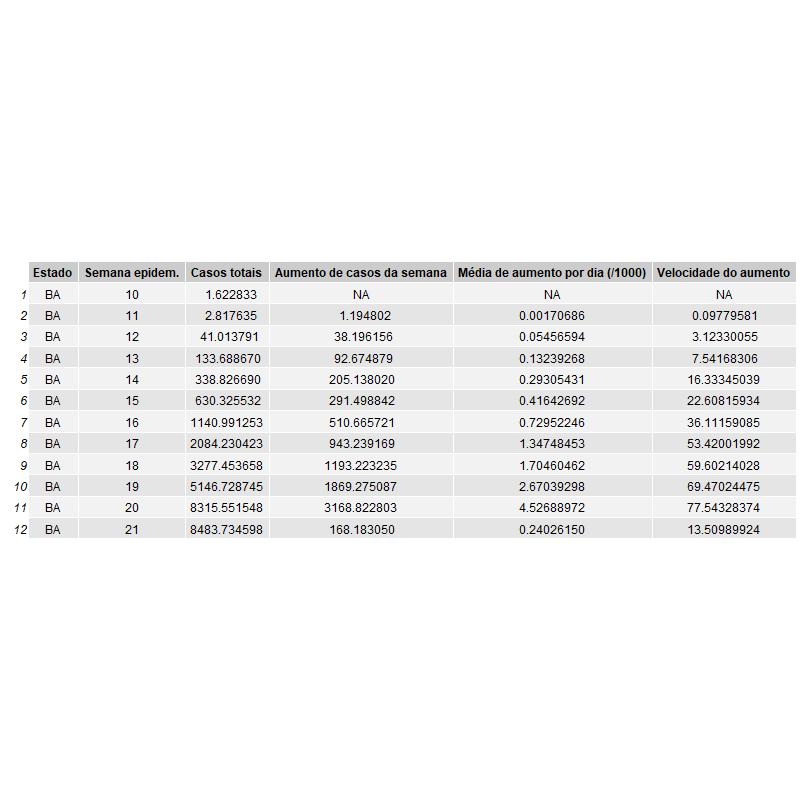 Estado Semana epidem. Casos totais Aumento de casos da semana Média de aumento por dia (/1000) Velocidade do aumento
1 BA 10 1.622833 NA NA NA
2 BA 11 2.817635 1.194802 0.00170686 0.09779581
3 BA 12 41.013791 38.196156 0.05456594 3.12330055
4 BA 13 133.688670 92.674879 0.13239268 7.54168306
5 BA 14 338.826690 205.138020 0.29305431 16.33345039
6 BA 15 630.325532 291.498842 0.41642692 22.60815934
7 BA 16 1140.991253 510.665721 0.72952246 36.11159085
8 BA 17 2084.230423 943.239169 1.34748453 53.42001992
9 BA 18 3277.453658 1193.223235 1.70460462 59.60214028
10 BA 19 5146.728745 1869.275087 2.67039298 69.47024475
11 BA 20 8315.551548 3168.822803 4.52688972 77.54328374
12 BA 21 8483.734598 168.183050 0.24026150 13.50989924